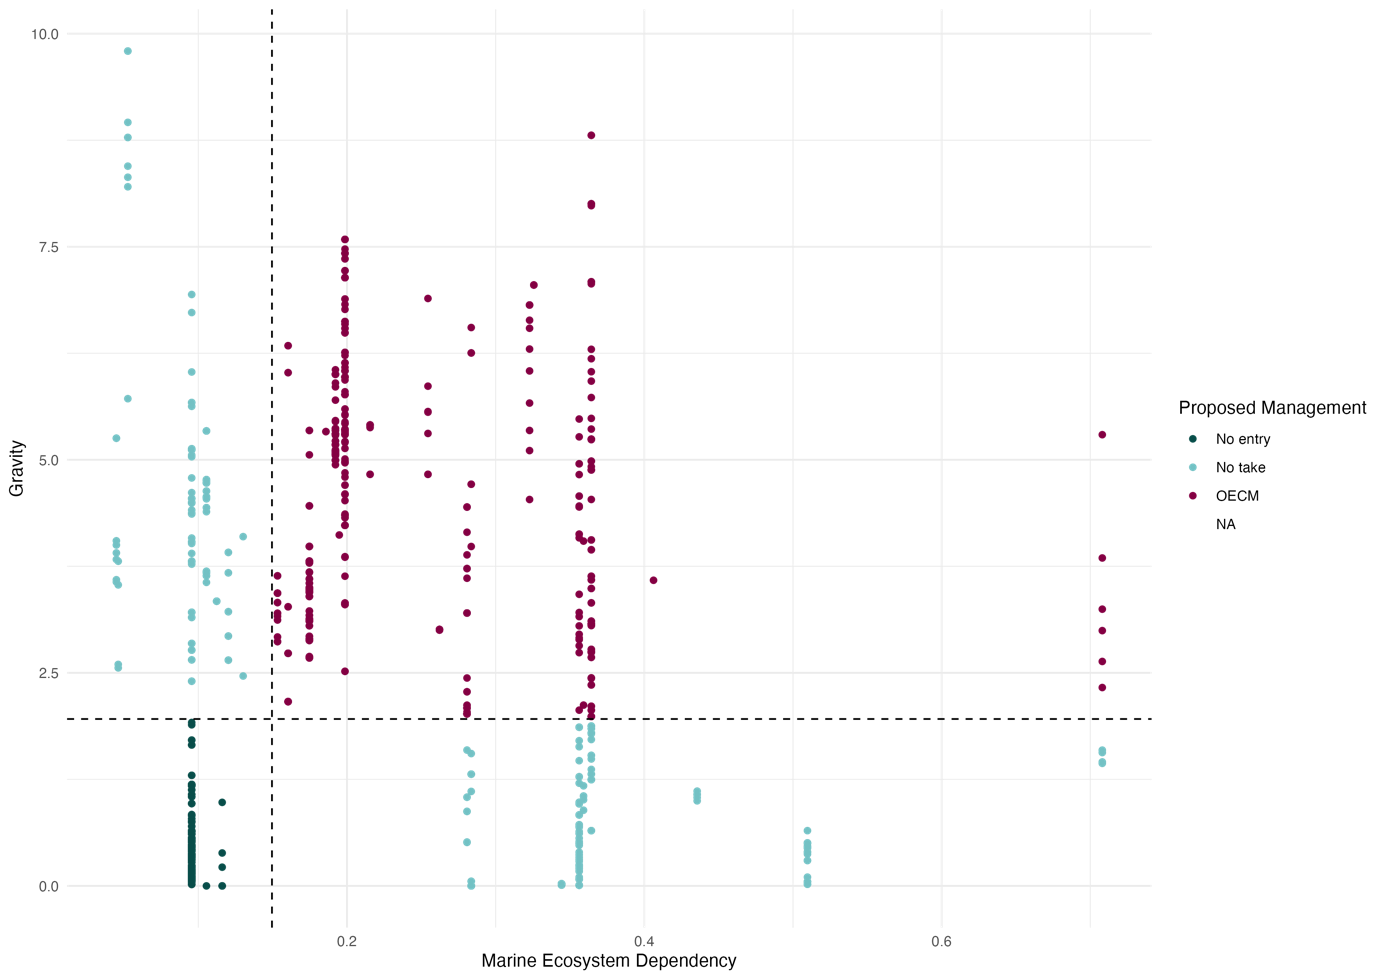 10.0
7.5
5.0
2.5
0.0
Gravity
0.2
0.4
0.6
Marine Ecosystem Dependency
Proposed Management
No entry
No take
OECM
NA